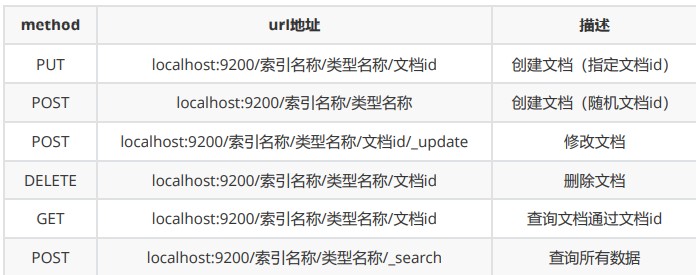 method url地址 描述
PUT localhost:9200/索引名称/类型名称/文档id 创建文档（指定文档id）
POST localhost:9200/索引名称/类型名称 创建文档（随机文档id）
POST localhost:9200/索引名称/类型名称/文档id/_update 修改文档
DELETE localhost:9200/索引名称/类型名称/文档id 删除文档
GET localhost:9200/索引名称/类型名称/文档id 查询文档通过文档id
POST localhost:9200/索引名称/类型名称/_search 查询所有数据